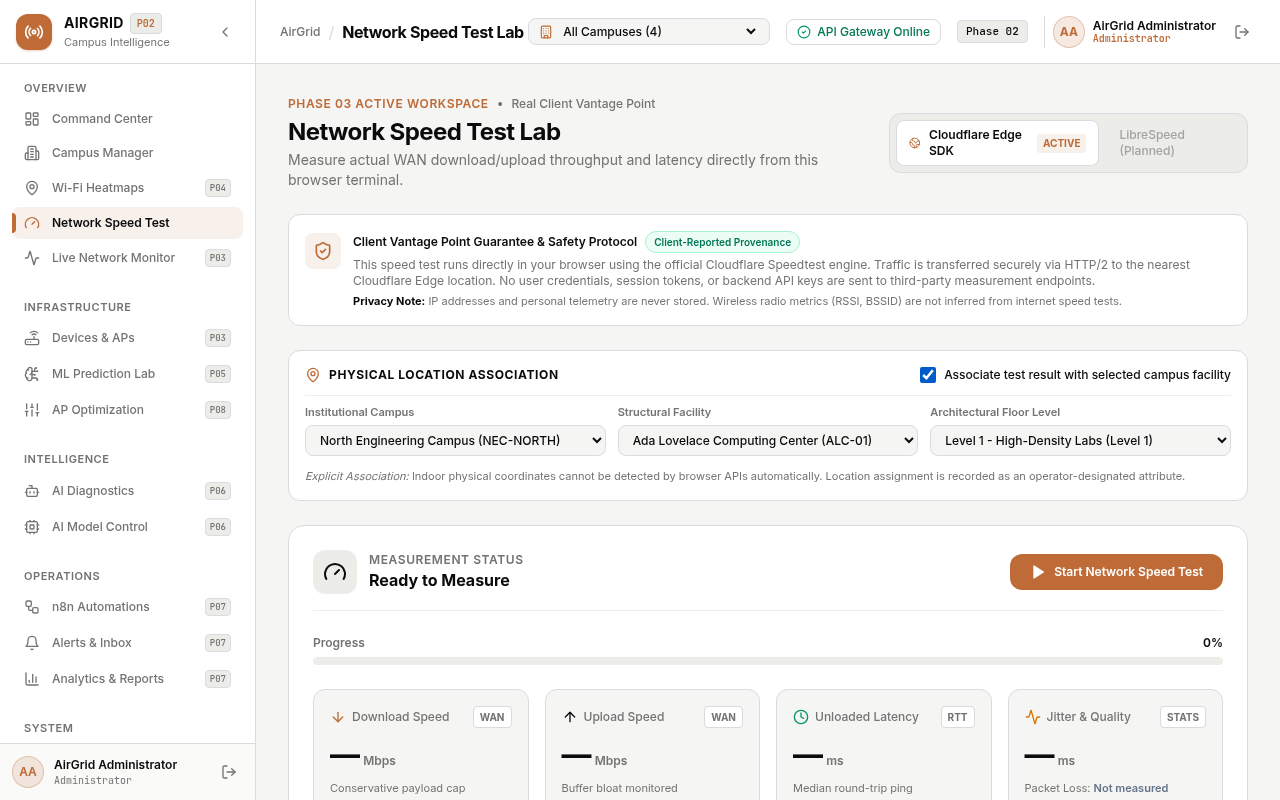 AIRGRID P02
Campus Intelligence
OVERVIEW
Command Center
Campus Manager
Wi-Fi Heatmaps P04
Network Speed Test
Live Network Monitor P03
INFRASTRUCTURE
Devices & APs P03
ML Prediction Lab P05
AP Optimization P08
INTELLIGENCE
AI Diagnostics P06
AI Model Control P06
OPERATIONS
n8n Automations P07
Alerts & Inbox P07
Analytics & Reports P07
SYSTEM
AA AirGrid Administrator
Administrator
AirGrid / Network Speed Test Lab
All Campuses (4)
API Gateway Online
Phase 02
AA AirGrid Administrator
Administrator
PHASE 03 ACTIVE WORKSPACE • Real Client Vantage Point
Network Speed Test Lab
Measure actual WAN download/upload throughput and latency directly from this
browser terminal.
Cloudflare Edge
SDK
ACTIVE
LibreSpeed
(Planned)
Client Vantage Point Guarantee & Safety Protocol Client-Reported Provenance
This speed test runs directly in your browser using the official Cloudflare Speedtest engine. Traffic is transferred securely via HTTP/2 to the nearest
Cloudflare Edge location. No user credentials, session tokens, or backend API keys are sent to third-party measurement endpoints.
Privacy Note: IP addresses and personal telemetry are never stored. Wireless radio metrics (RSSI, BSSID) are not inferred from internet speed tests.
PHYSICAL LOCATION ASSOCIATION
Associate test result with selected campus facility
Institutional Campus
North Engineering Campus (NEC-NORTH)
Structural Facility
Ada Lovelace Computing Center (ALC-01)
Architectural Floor Level
Level 1 - High-Density Labs (Level 1)
Explicit Association: Indoor physical coordinates cannot be detected by browser APIs automatically. Location assignment is recorded as an operator-designated attribute.
MEASUREMENT STATUS
Ready to Measure
Start Network Speed Test
Progress 0%
Download Speed WAN
— Mbps
Conservative payload cap
Upload Speed WAN
— Mbps
Buffer bloat monitored
Unloaded Latency RTT
— ms
Median round-trip ping
Jitter & Quality STATS
— ms
Packet Loss: Not measured